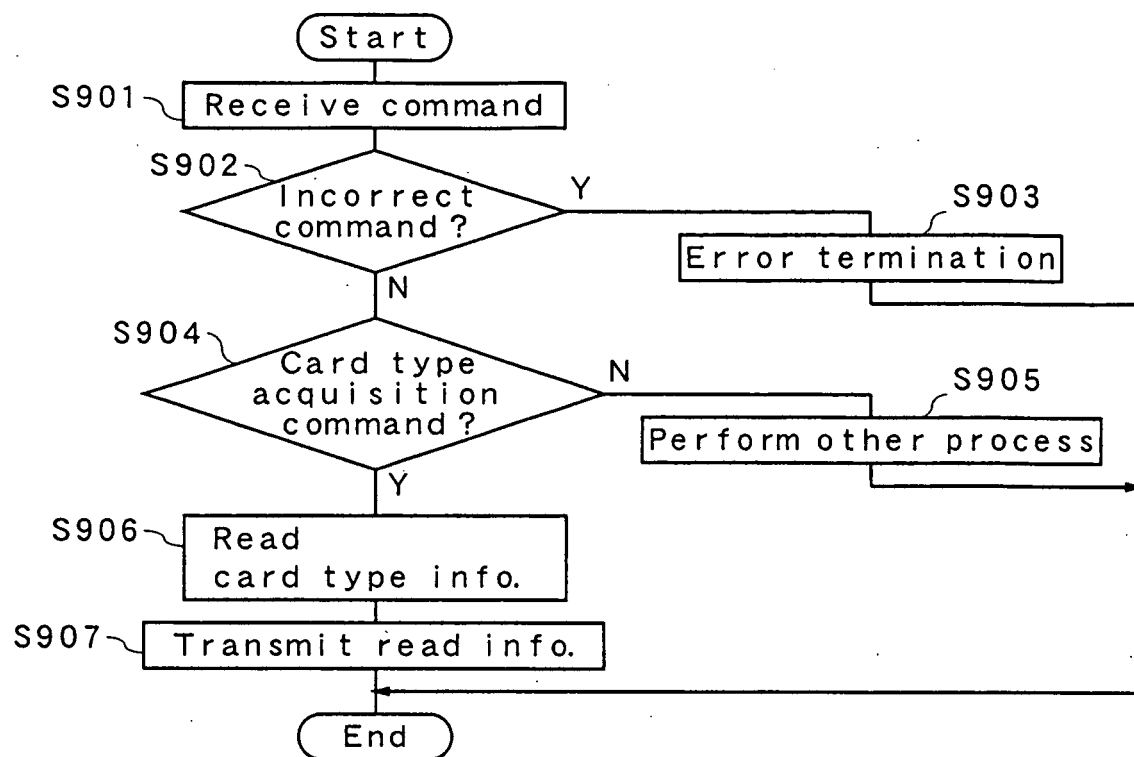 Start
S901
Receive command
S902
Incorrect
command?
Y
S903
Error termination
N
S904
Card type
acquisition
command?
N
S905
Perform other process
Y
S906
Read
card type info.
S907
Transmit read info.
End